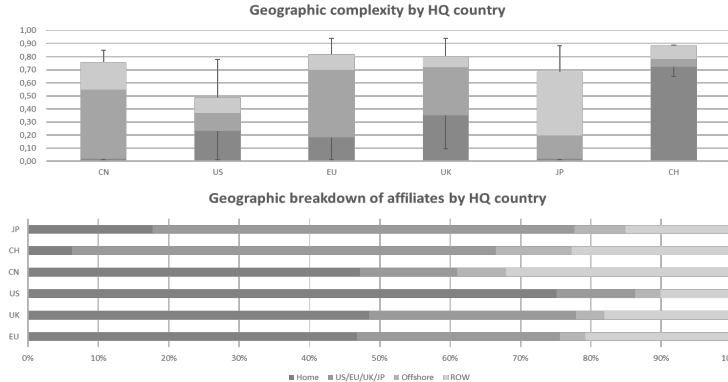 Geographic complexity by HQ country
1,00
0,90
0,80
0,70
0,60
0,50
0,40
0,30
0,20
0,10
0,00
CN US EU UK JP CH
Geographic breakdown of affiliates by HQ country
JP
CH
CN
US
UK
EU
0% 10% 20% 30% 40% 50% 60% 70% 80% 90%
Home US/EU/UK/JP Offshore ROW